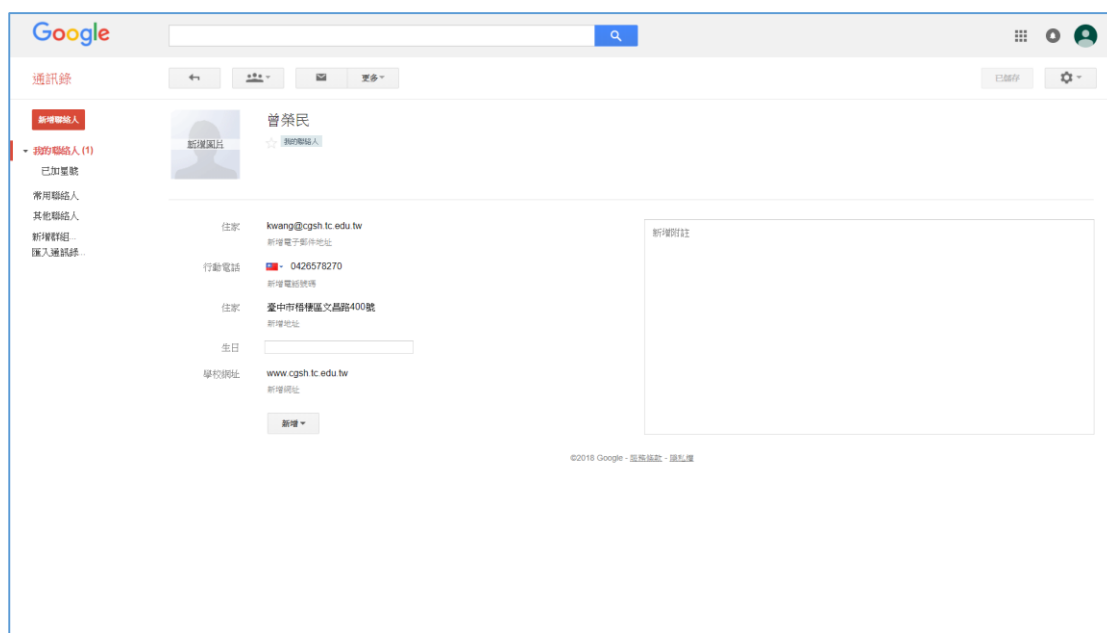 Google
通訊錄
更多
已儲存
新增聯絡人
我的聯絡人 (1)
已加星號
常用聯絡人
其他聯絡人
新增群組...
匯入通訊錄...
新增圖片
曾榮民
我的聯絡人
住家 kwang@cgsh.tc.edu.tw
新增電子郵件地址
行動電話 0426578270
新增電話號碼
住家 臺中市梧棲區文昌路400號
新增地址
生日
學校網址 www.cgsh.tc.edu.tw
新增網址
新增
新增附註
©2018 Google - 服務條款 - 隱私權